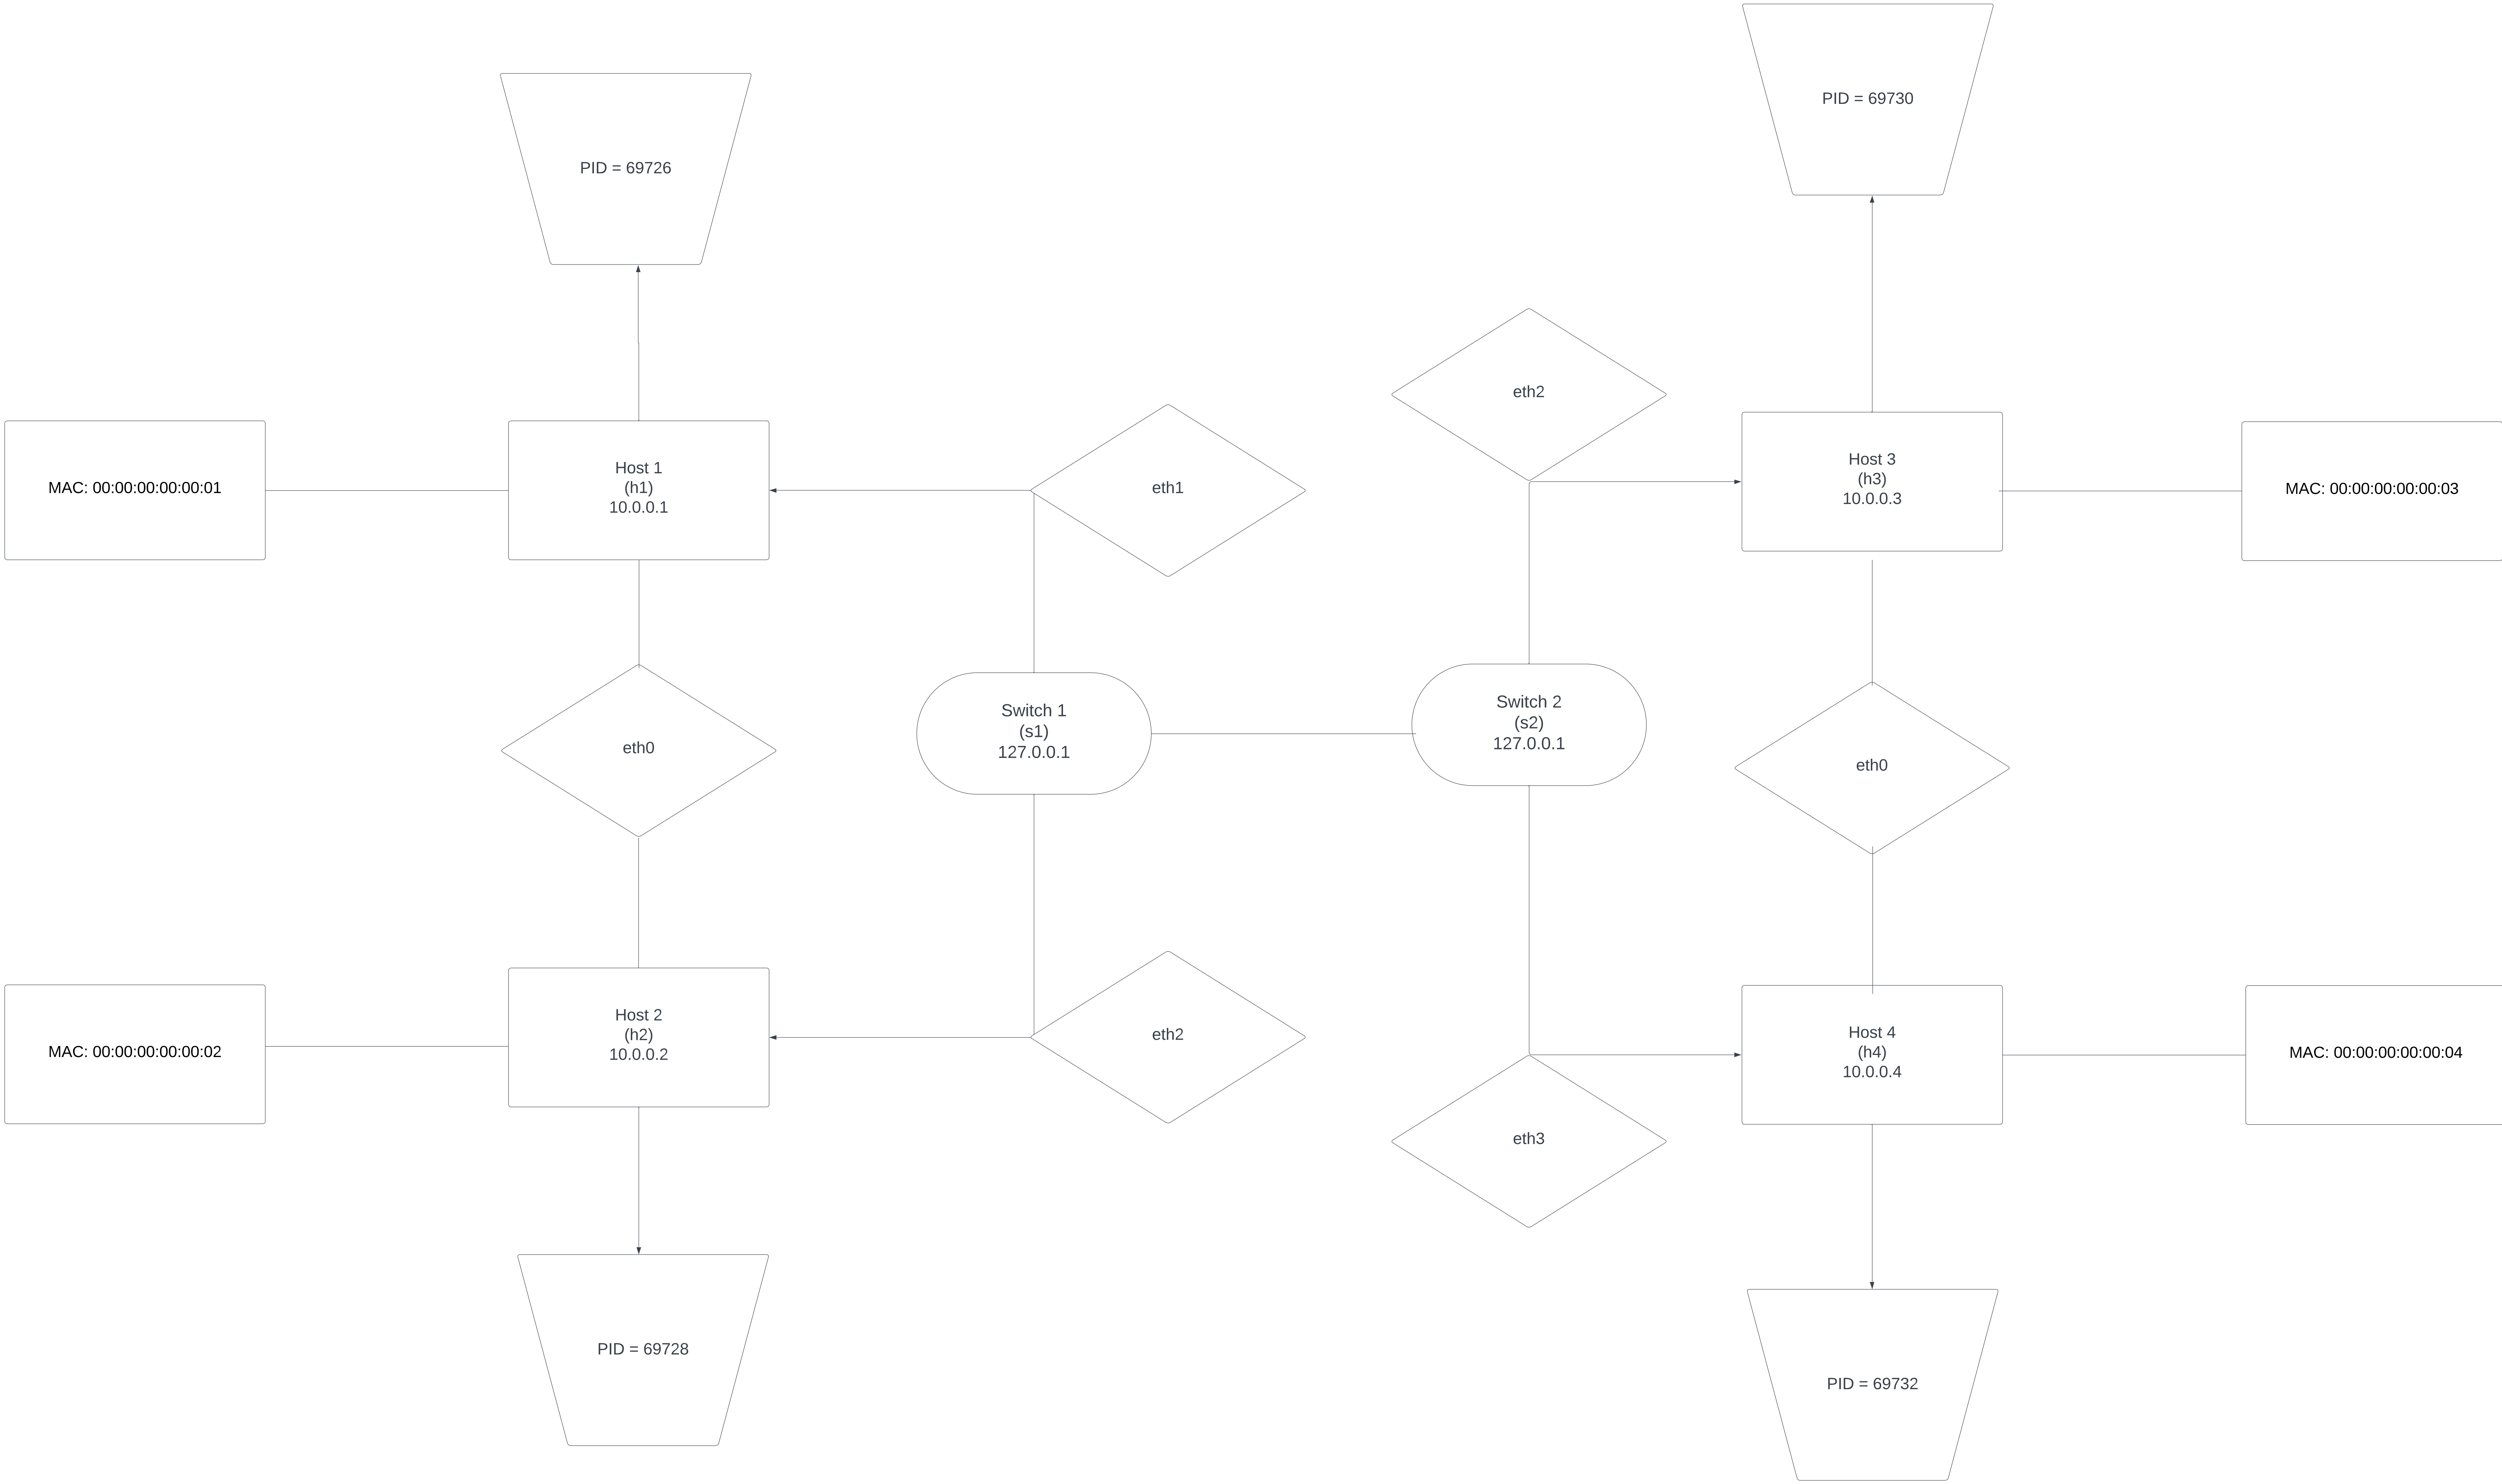 PID = 69730
PID = 69726
eth2
Host 1
(h1)
10.0.0.1
Host 3
(h3)
10.0.0.3
MAC: 00:00:00:00:00:01
eth1
MAC: 00:00:00:00:00:03
Switch 1
(s1)
127.0.0.1
Switch 2
(s2)
127.0.0.1
eth0
eth0
Host 2
(h2)
10.0.0.2
Host 4
(h4)
10.0.0.4
MAC: 00:00:00:00:00:02
eth2
MAC: 00:00:00:00:00:04
eth3
PID = 69728
PID = 69732